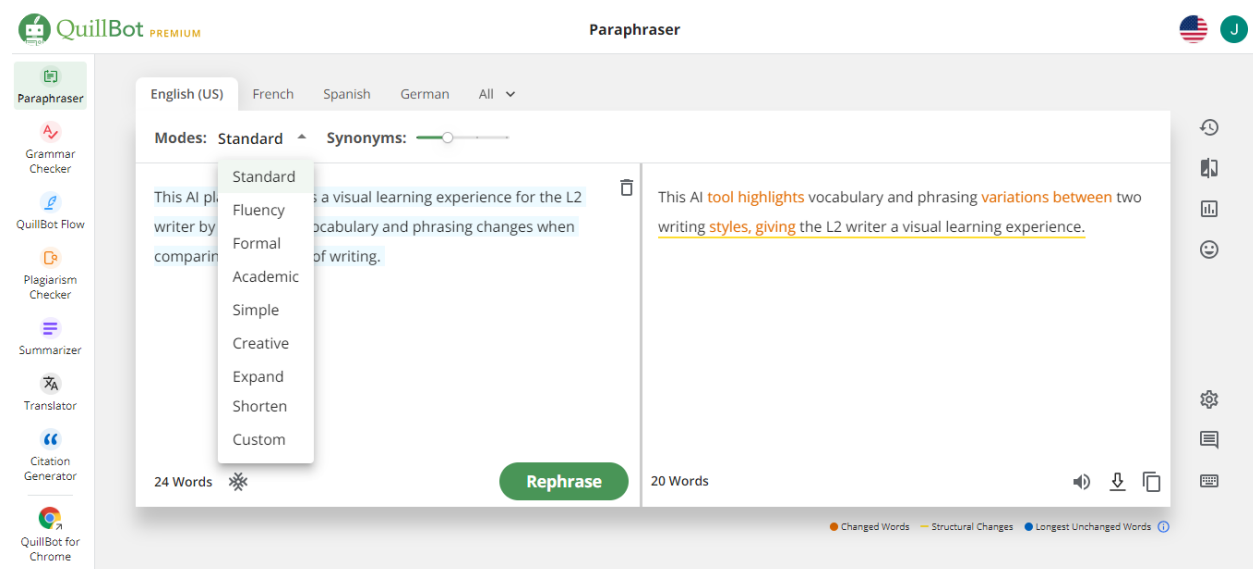 QuillBot PREMIUM
Paraphraser
J
Paraphraser
Grammar
Checker
QuillBot Flow
Plagiarism
Checker
Summarizer
Translator
Citation
Generator
QuillBot for
Chrome
English (US) French Spanish German All
Modes: Standard Synonyms:
Standard
Fluency
Formal
Academic
Simple
Creative
Expand
Shorten
Custom
This AI s a visual learning experience for the L2
writer by ocabulary and phrasing changes when
comparin of writing.
24 Words
Rephrase
This AI tool highlights vocabulary and phrasing variations between two
writing styles, giving the L2 writer a visual learning experience.
20 Words
Changed Words Structural Changes Longest Unchanged Words